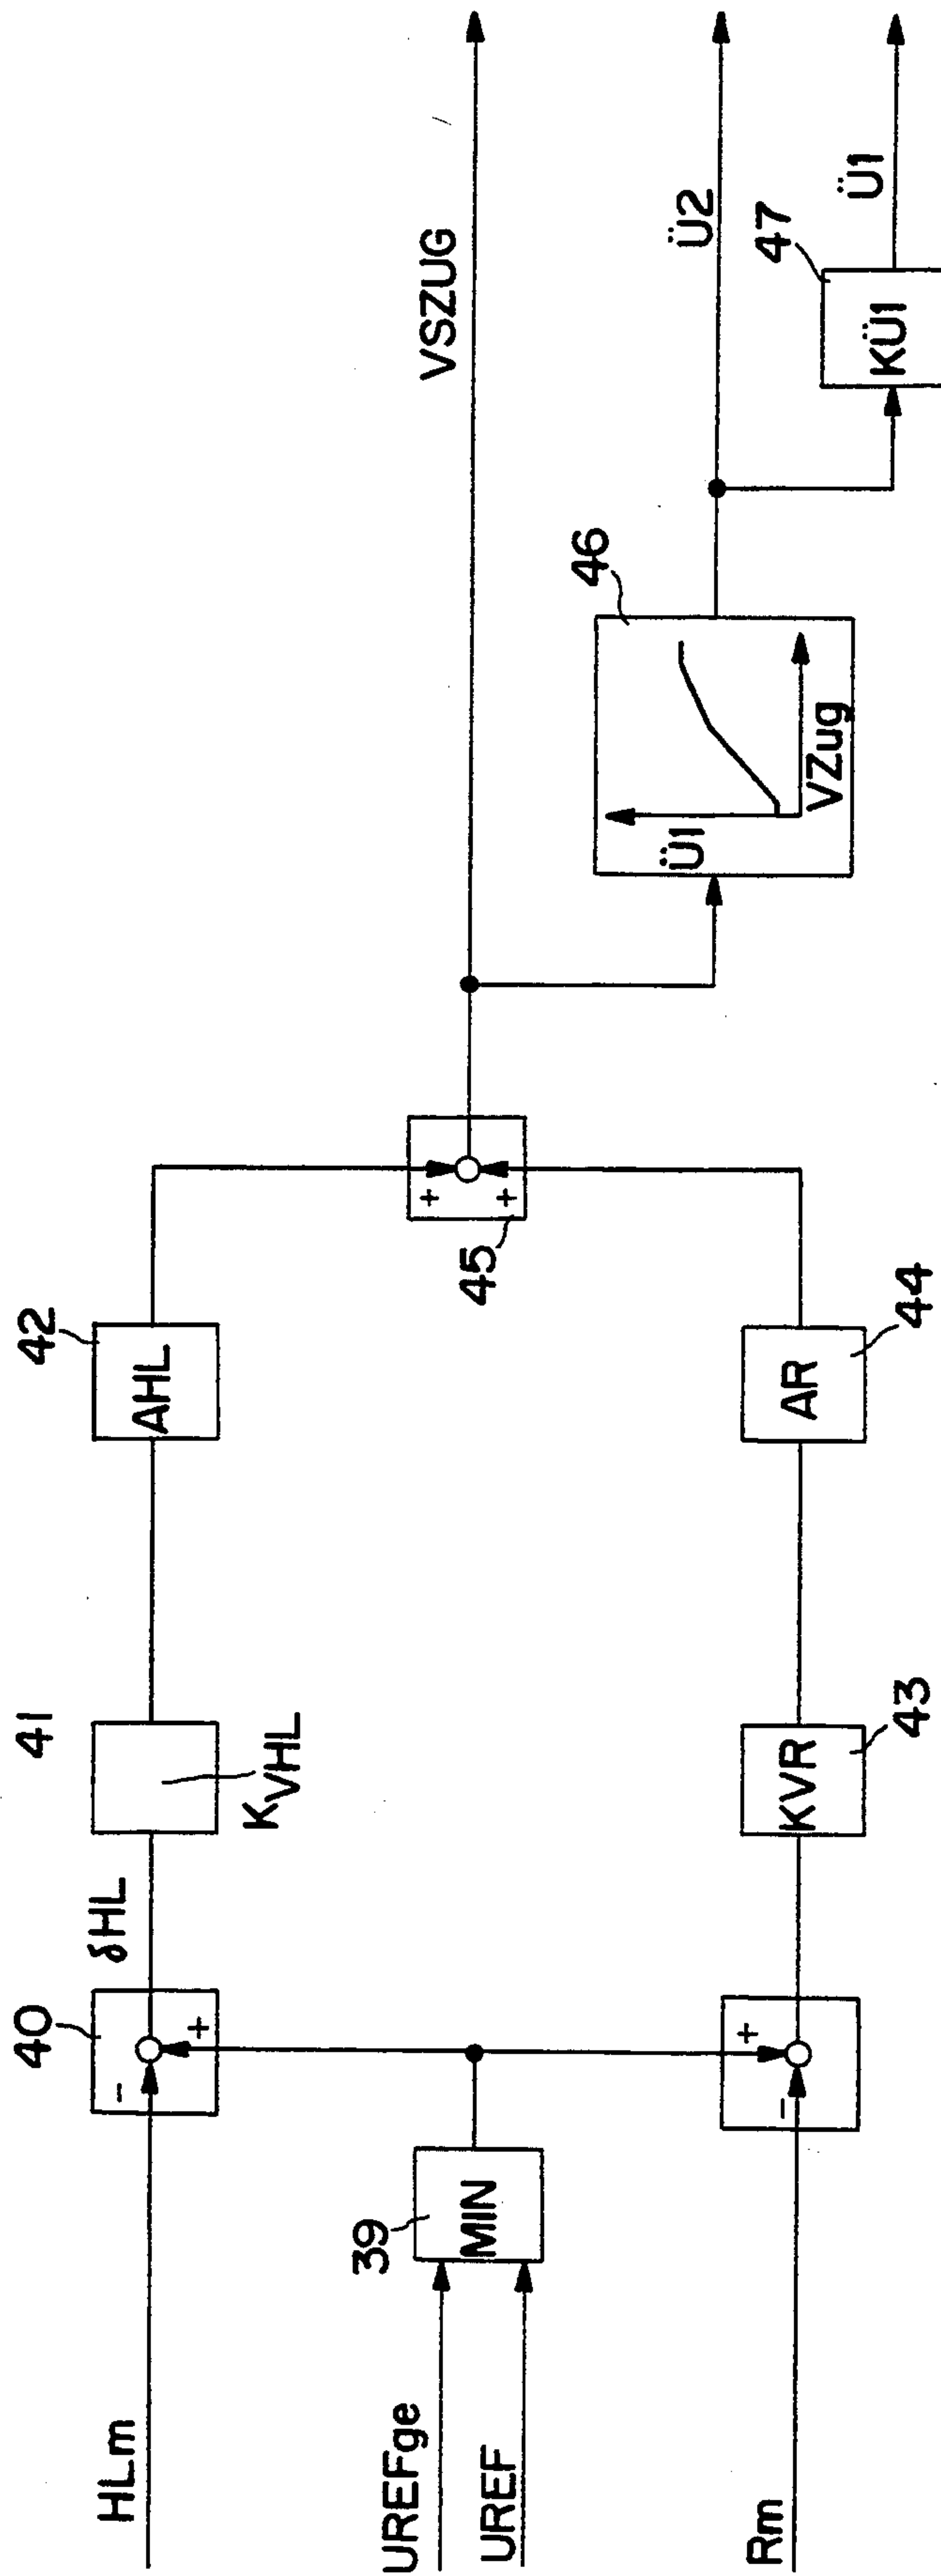 HLm
40
-
+
δHL
41
KVHL
42
AHL
UREFge
UREF
39
MIN
45
+
+
VSZUG
Rm
-
+
KVR
43
AR
44
46
Ü1
VZug
Ü2
47
KÜ1
Ü1